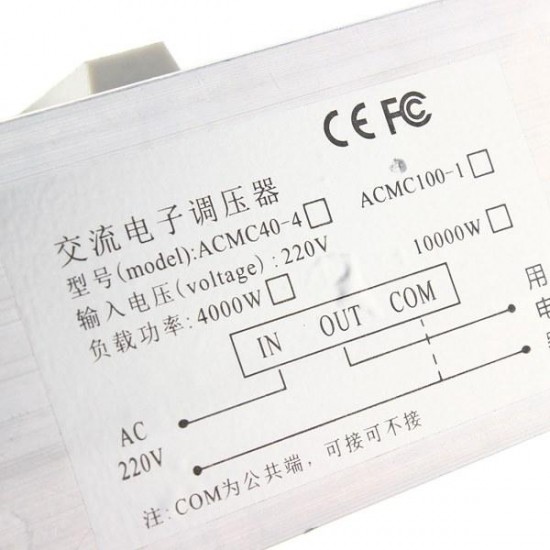 CE FC
交流电子调压器
型号(model):ACMC40-4□ ACMC100-1□
输入电压(voltage):220V
负载功率:4000W□ 10000W□
IN OUT COM
用
电
AC
220V
注:COM为公共端,可接可不接